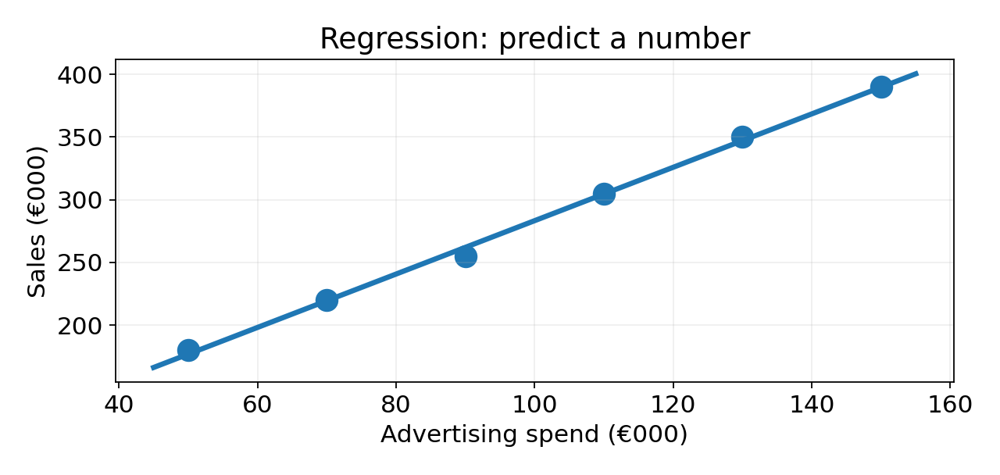 Regression: predict a number
400
350
300
250
200
Sales (€000)
40 60 80 100 120 140 160
Advertising spend (€000)